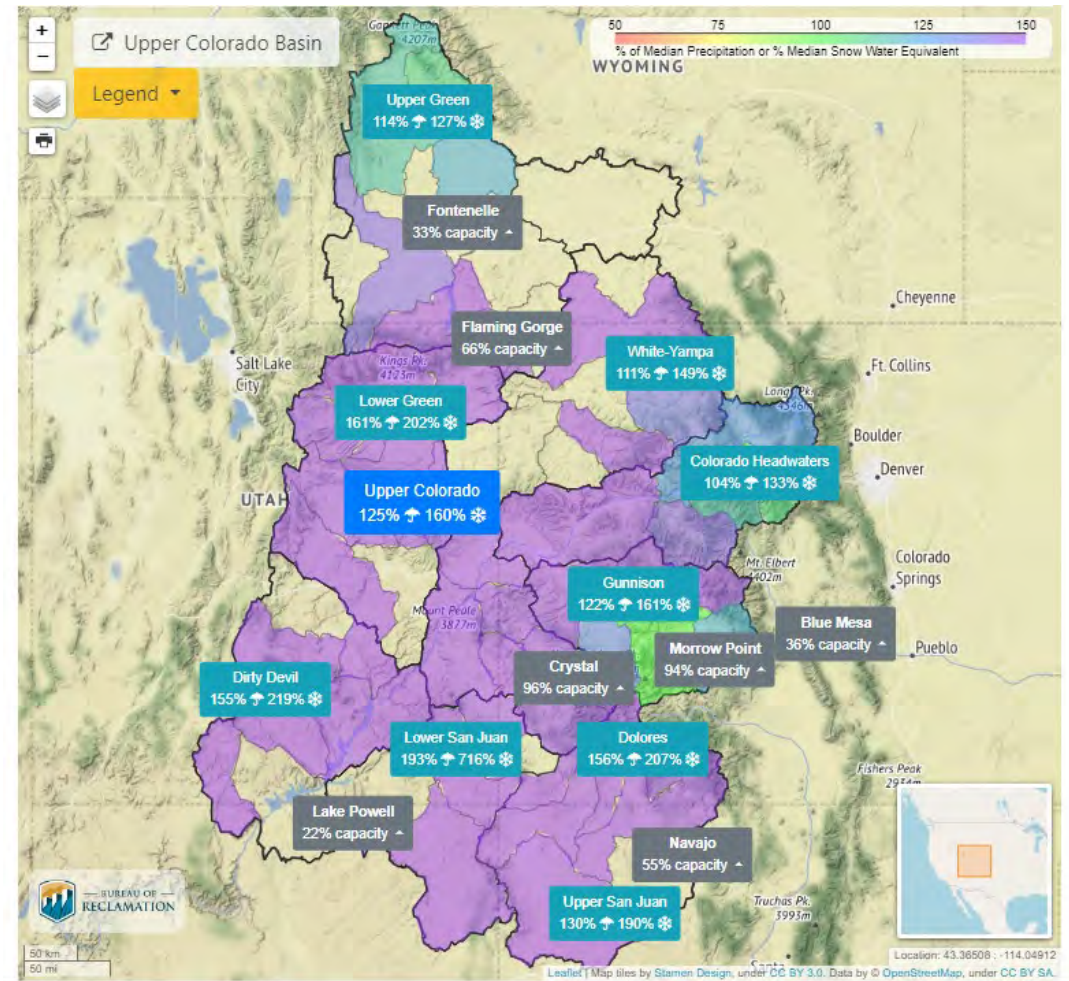 +
−
Upper Colorado Basin
Legend
50 75 100 125 150
% of Median Precipitation or % Median Snow Water Equivalent
WYOMING
Gannett Peak
4207m
Upper Green
114% 127%
Fontenelle
33% capacity
Cheyenne
Flaming Gorge
66% capacity
White-Yampa
111% 149%
Salt Lake
City
Kings Pk.
4123m
Ft. Collins
Lower Green
161% 202%
Boulder
Colorado Headwaters
104% 133%
Denver
UTAH
Upper Colorado
125% 160%
Mt. Elbert
4402m
Colorado
Springs
Gunnison
122% 161%
Mount Peale
3877m
Blue Mesa
36% capacity
Morrow Point
94% capacity
Pueblo
Crystal
96% capacity
Dirty Devil
155% 219%
Lower San Juan
193% 716%
Dolores
156% 207%
Fishers Peak
Lake Powell
22% capacity
Navajo
55% capacity
BUREAU OF
RECLAMATION
Upper San Juan
130% 190%
Truchas Pk.
3993m
50 km
50 mi
Location: 43.36508 : -114.04912
Leaflet | Map tiles by Stamen Design, under CC BY 3.0. Data by © OpenStreetMap, under CC BY SA.